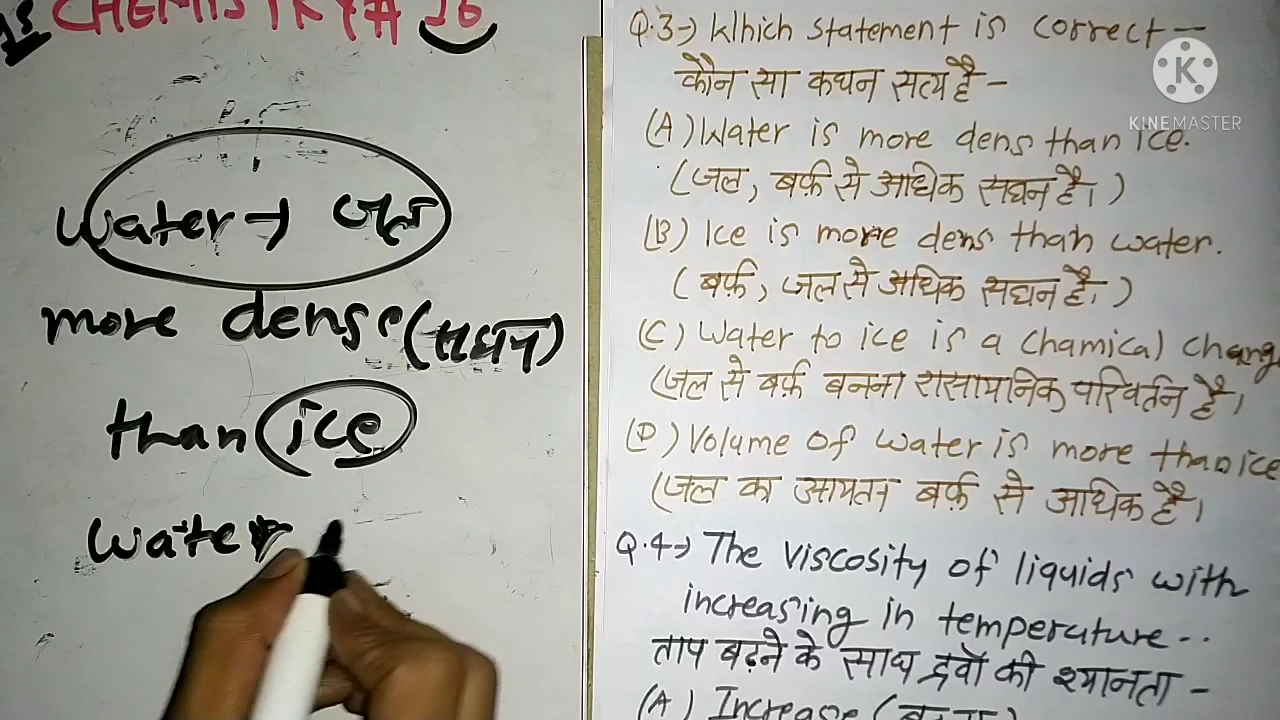 CHEMISTRY # 16
water → जल
more dense (सघन)
than ice
water
Q.3→ Which Statement is correct —
कौन सा कथन सत्य है –
(A) Water is more dens than ice.
(जल, बर्फ़ से अधिक सघन है। )
(B) Ice is more dens than water.
( बर्फ़, जल से अधिक सघन है। )
(C) Water to ice is a chamical chang
(जल से बर्फ़ बनना रासायनिक परिवर्तन है।
(D) Volume of water is more than ice
(जल का आयतन बर्फ़ से अधिक है।
Q.4→ The viscosity of liquids with
increasing in temperature..
ताप बढ़ने के साथ द्रवों की श्यानता –
(A) Increase (
KINEMASTER